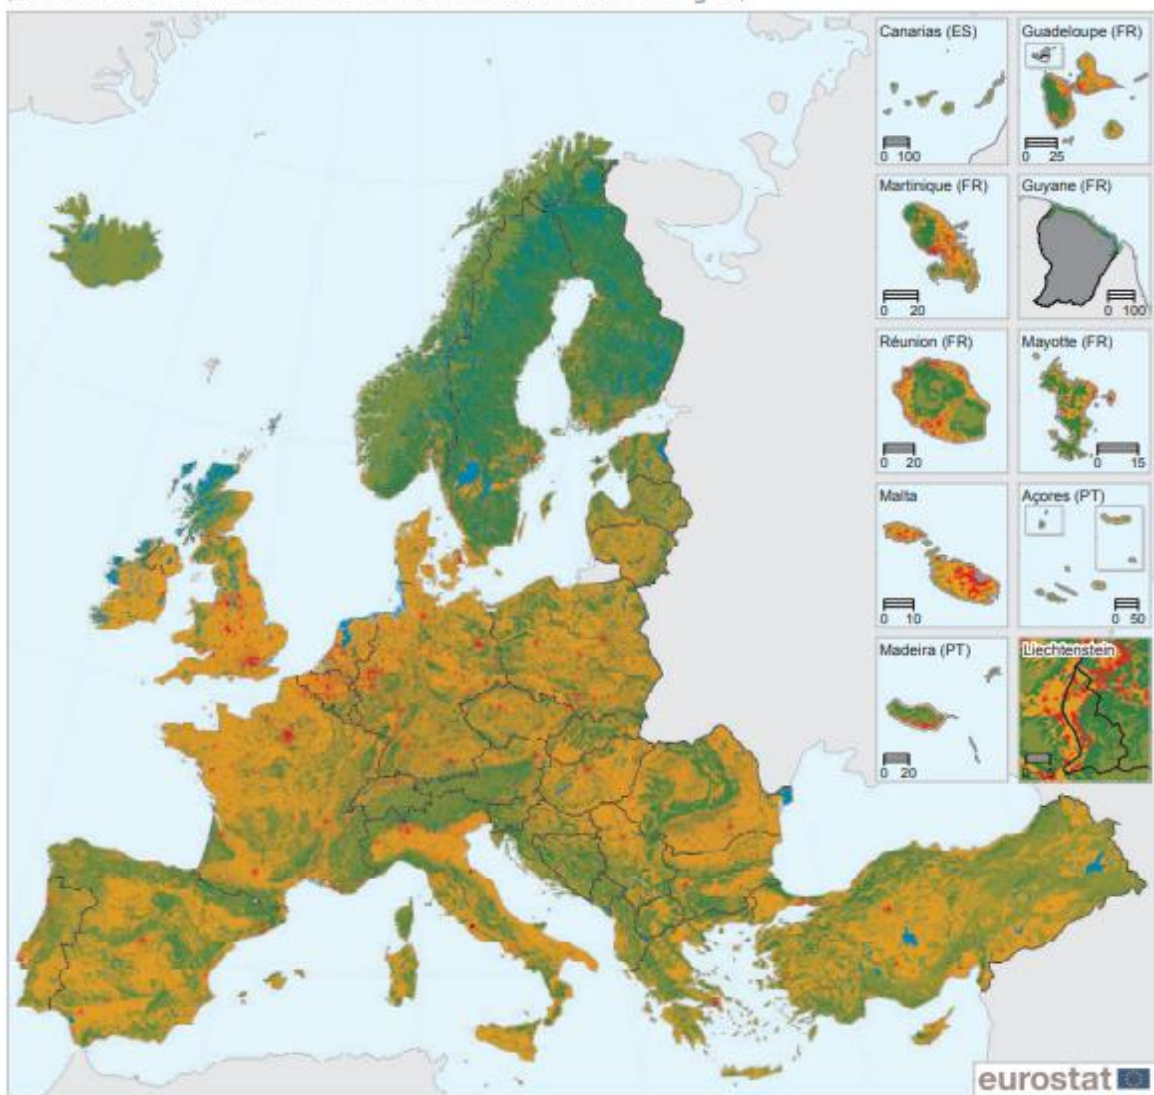 Canarias (ES)
0 100
Guadeloupe (FR)
0 25
Martinique (FR)
0 20
Guyane (FR)
0 100
Réunion (FR)
0 20
Mayotte (FR)
0 15
Malta
0 10
Açores (PT)
0 50
Madeira (PT)
0 20
Liechtenstein
eurostat